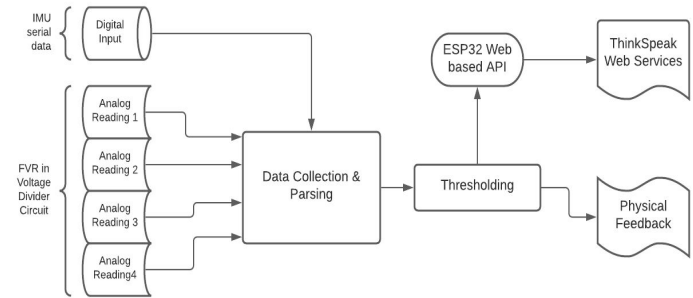 IMU
serial
data
Digital
Input
FVR in
Voltage
Divider
Circuit
Analog
Reading 1
Analog
Reading 2
Analog
Reading 3
Analog
Reading4
Data Collection &
Parsing
Thresholding
ESP32 Web
based API
ThinkSpeak
Web Services
Physical
Feedback